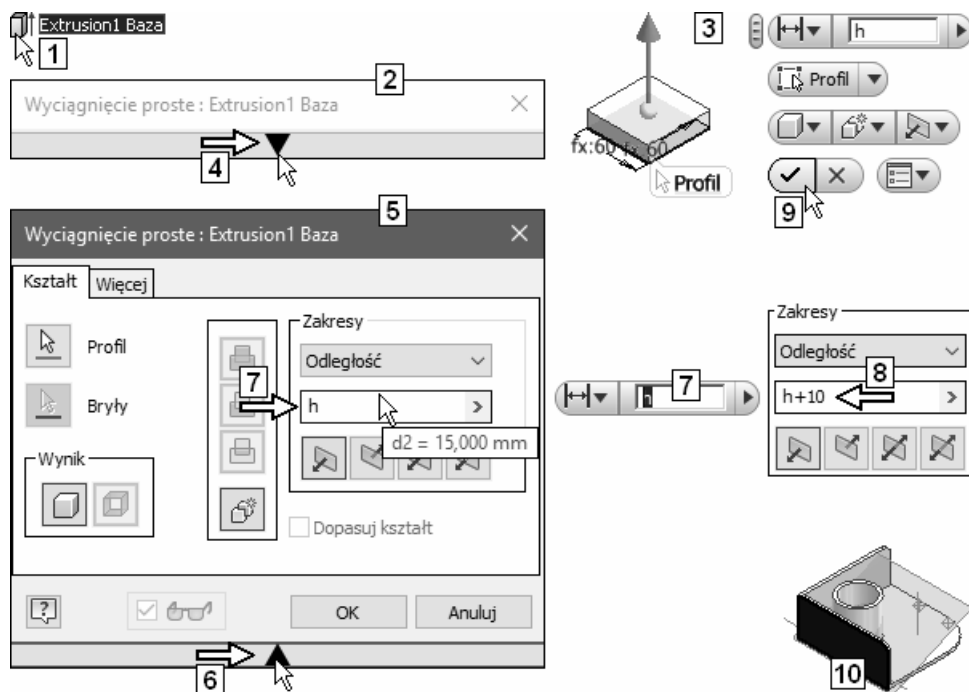 Extrusion1 Baza
1
2
Wyciągnięcie proste : Extrusion1 Baza
4
3
fx:60 fx:60
Profil
h
Profil
9
5
Wyciągnięcie proste : Extrusion1 Baza
Kształt Więcej
Profil
Bryły
Wynik
Zakresy
Odległość
7
h
d2 = 15,000 mm
Dopasuj kształt
OK Anuluj
6
h
7
Zakresy
Odległość
8
h+10
10